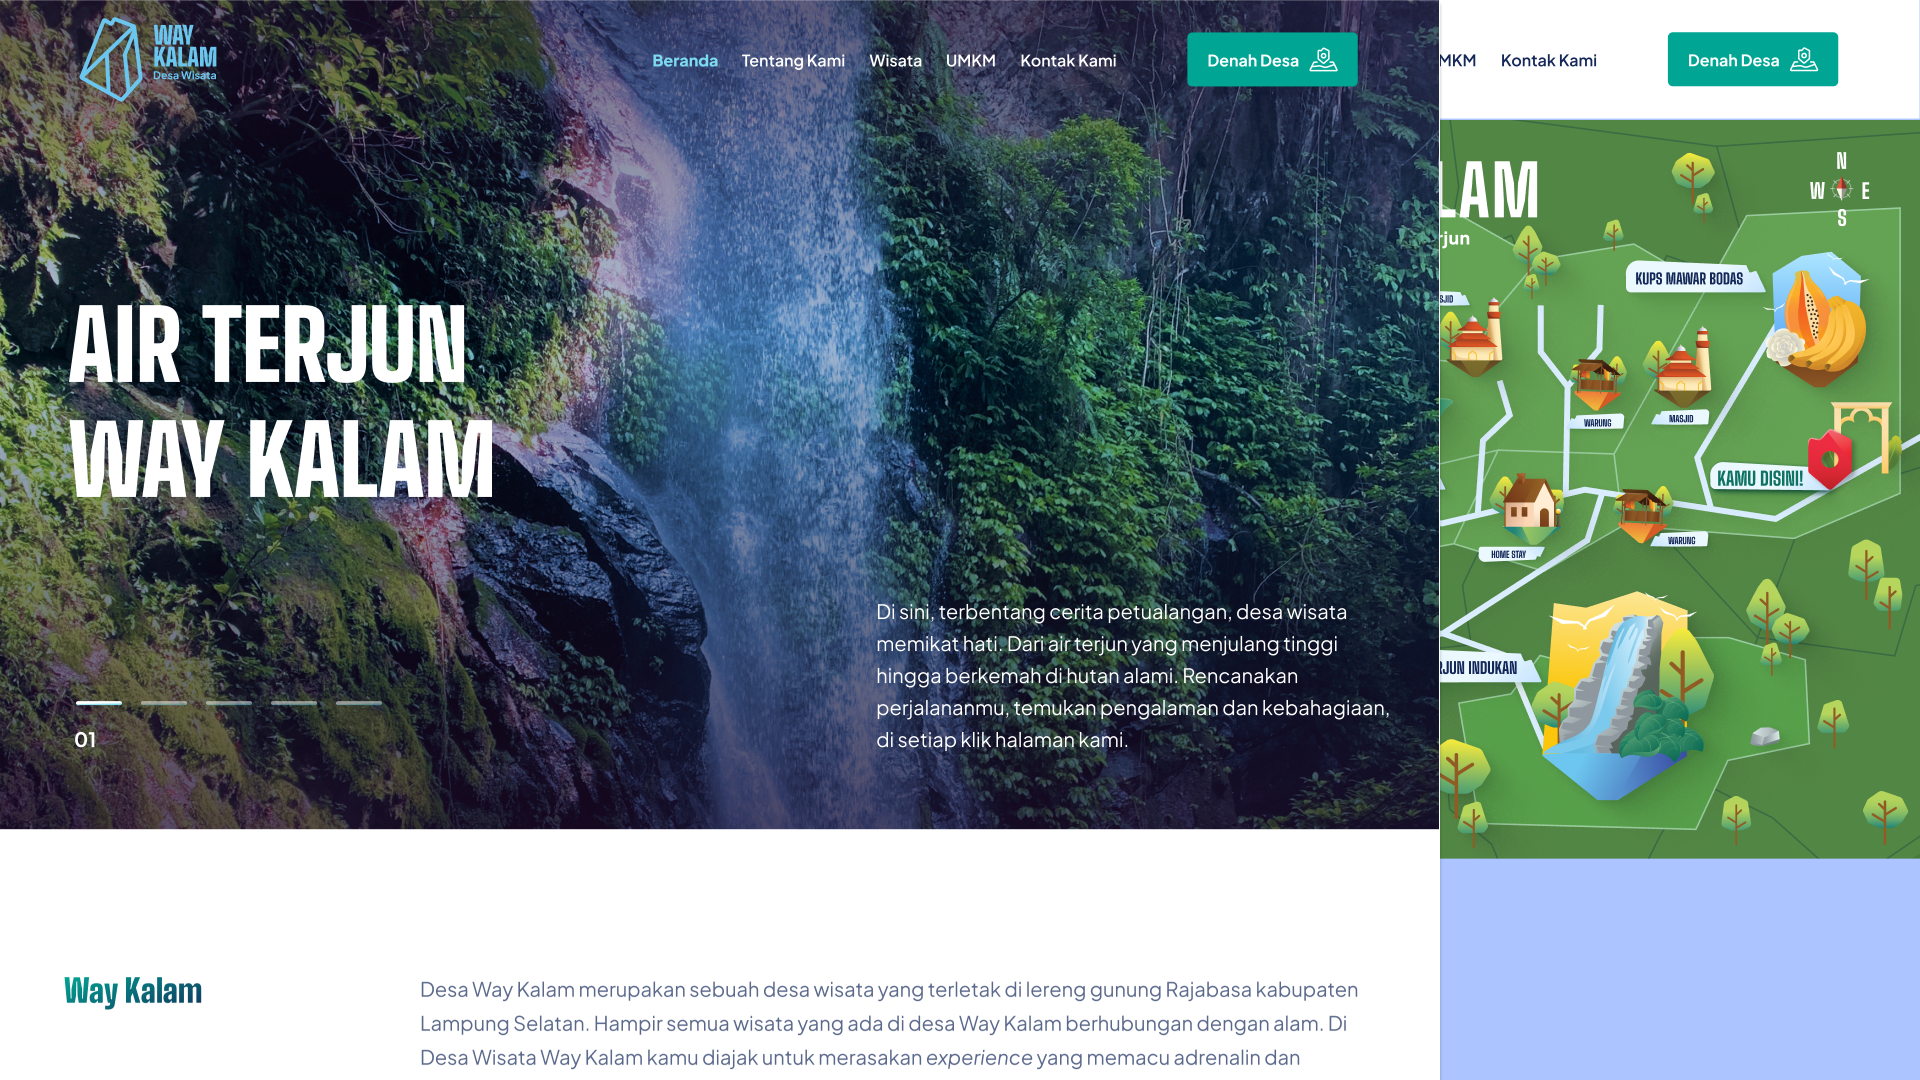 WAY
KALAM
Desa Wisata
Beranda
Tentang Kami
Wisata
UMKM
Kontak Kami
Denah Desa
AIR TERJUN
WAY KALAM
01
Di sini, terbentang cerita petualangan, desa wisata
memikat hati. Dari air terjun yang menjulang tinggi
hingga berkemah di hutan alami. Rencanakan
perjalananmu, temukan pengalaman dan kebahagiaan,
di setiap klik halaman kami.
Way Kalam
Desa Way Kalam merupakan sebuah desa wisata yang terletak di lereng gunung Rajabasa kabupaten
Lampung Selatan. Hampir semua wisata yang ada di desa Way Kalam berhubungan dengan alam. Di
Desa Wisata Way Kalam kamu diajak untuk merasakan experience yang memacu adrenalin dan
MKM
Kontak Kami
Denah Desa
LAM
rjun
N
W E
S
KUPS MAWAR BODAS
SJID
WARUNG
MASJID
KAMU DISINI!
HOME STAY
WARUNG
RJUN INDUKAN